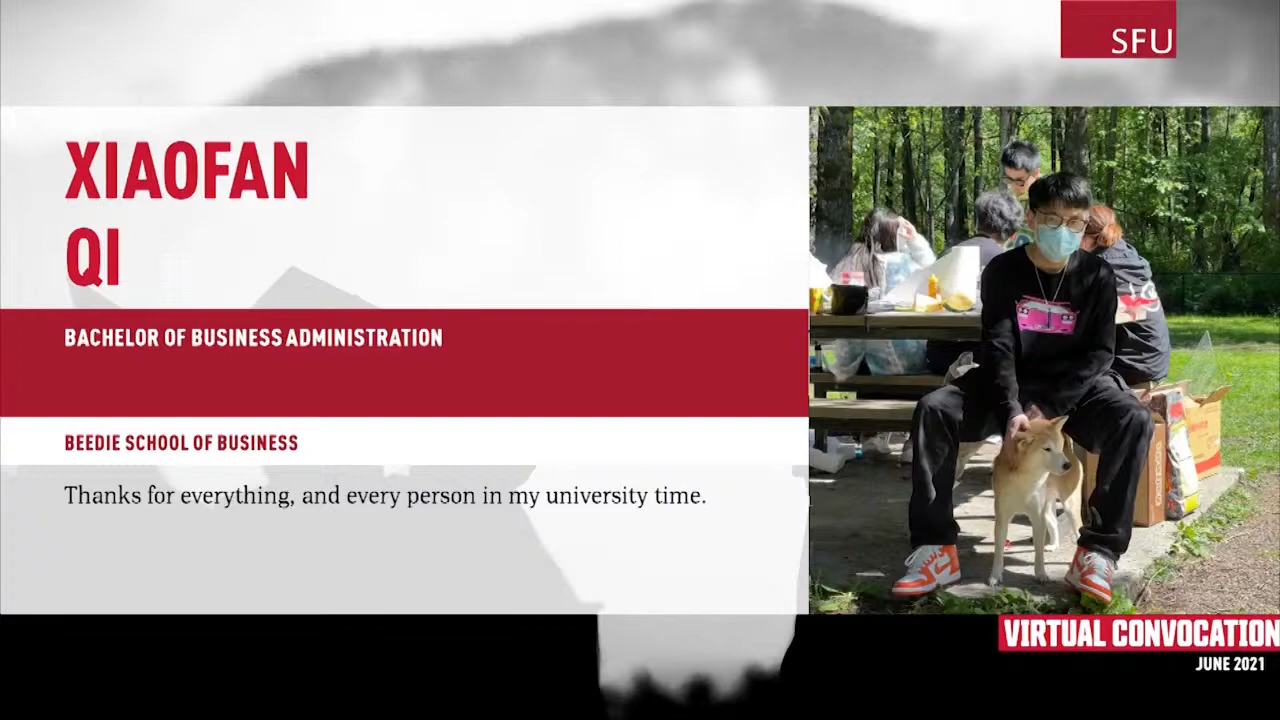 SFU
XIAOFAN
QI
BACHELOR OF BUSINESS ADMINISTRATION
BEEDIE SCHOOL OF BUSINESS
Thanks for everything, and every person in my university time.
VIRTUAL CONVOCATION
JUNE 2021